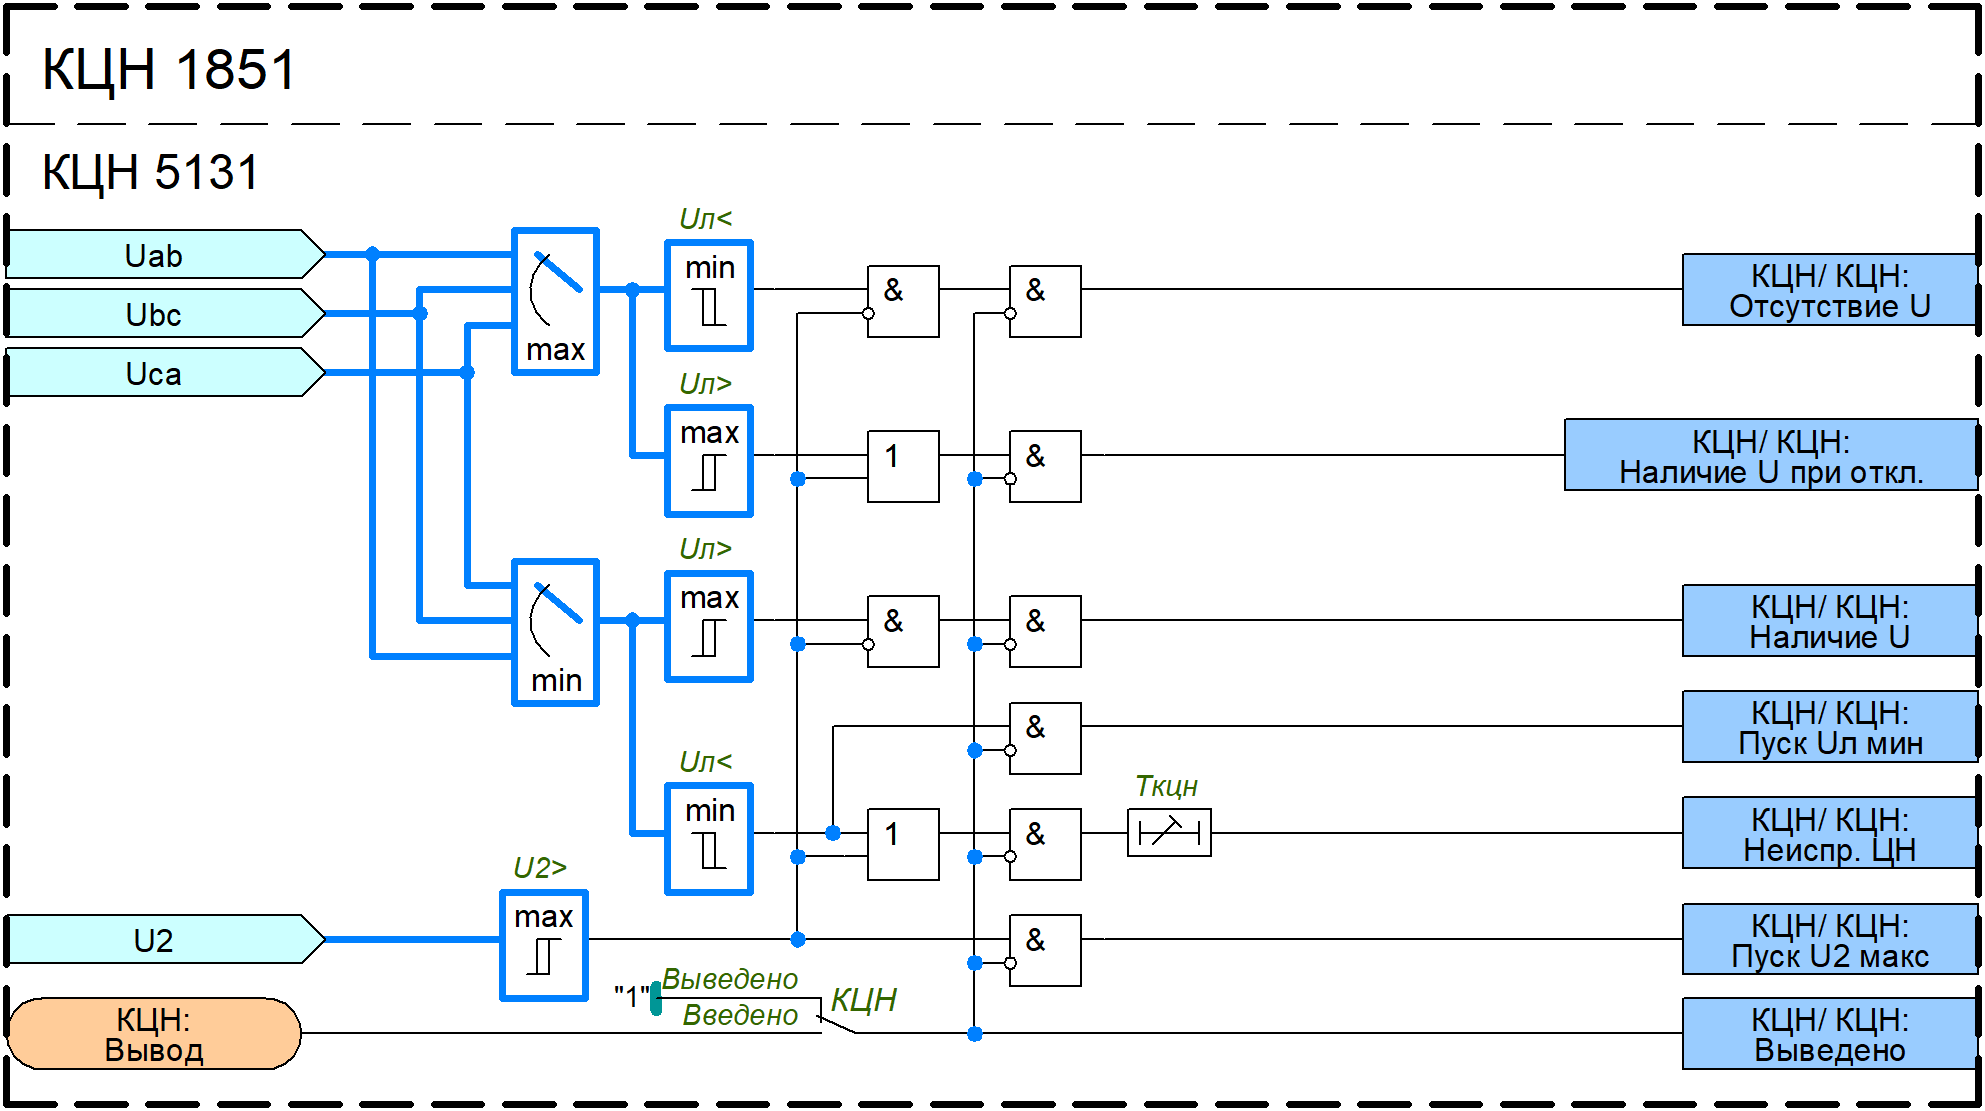 КЦН 1851
КЦН 5131
Uab
Ubc
Uca
max
Uл<
min
&
&
КЦН/ КЦН:
Отсутствие U
Uл>
max
1
&
КЦН/ КЦН:
Наличие U при откл.
min
Uл>
max
&
&
КЦН/ КЦН:
Наличие U
&
КЦН/ КЦН:
Пуск Uл мин
Uл<
min
1
&
Ткцн
КЦН/ КЦН:
Неиспр. ЦН
U2
U2>
max
&
КЦН/ КЦН:
Пуск U2 макс
"1"
Выведено
Введено
КЦН
КЦН:
Вывод
КЦН/ КЦН:
Выведено